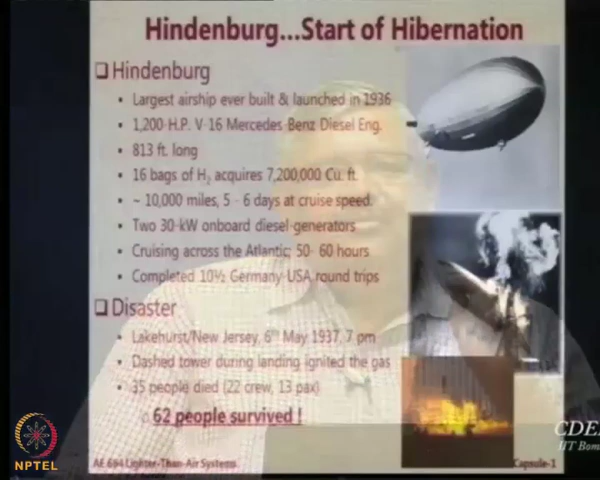 Hindenburg...Start of Hibernation
Hindenburg
Largest airship ever built & launched in 1936
1,200-H.P. V-16 Mercedes-Benz Diesel Eng.
813 ft. long
16 bags of H₂ acquires 7,200,000 Cu. ft.
~ 10,000 miles, 5 - 6 days at cruise speed.
Two 30-kW onboard diesel-generators
Cruising across the Atlantic; 50- 60 hours
Completed 10½ Germany-USA round trips
Disaster
Lakehurst/New Jersey, 6th May 1937, 7 pm
Dashed tower during landing ignited the gas
35 people died (22 crew, 13 pax)
62 people survived !
NPTEL
AE 664 Lighter-Than-Air Systems
Capsule-1